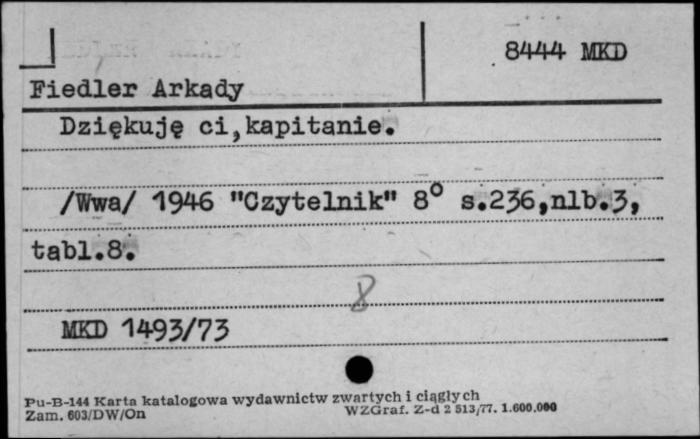 8444 MKD
Fiedler Arkady
Dziękuję ci,kapitanie.
/Wwa/ 1946 "Czytelnik" 8° s.236,nlb.3,
tabl.8.
8
MKD 1493/73
Pu-B-144 Karta katalogowa wydawnictw zwartych i ciągłych
Zam. 603/DW/On WZGraf. Z-d 2 513/77. 1.600.000